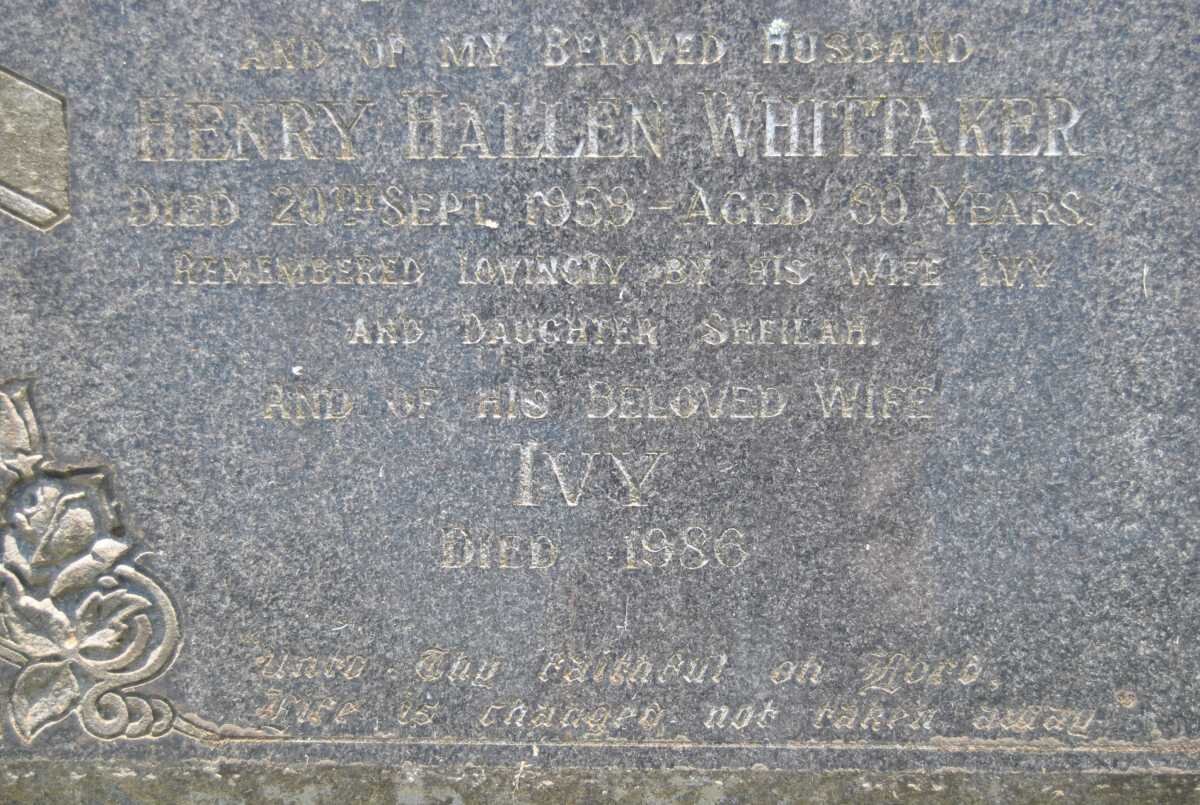 AND OF MY BELOVED HUSBAND
HENRY HALLEN WHITTAKER
DIED 20TH SEPT. - AGED YEARS.
REMEMBERED LOVINGLY BY HIS WIFE IVY
AND DAUGHTER SHEILAH.
AND OF HIS BELOVED WIFE
IVY
DIED 1986
Unto Thy Faithful oh Lord,
Life is changed not taken away